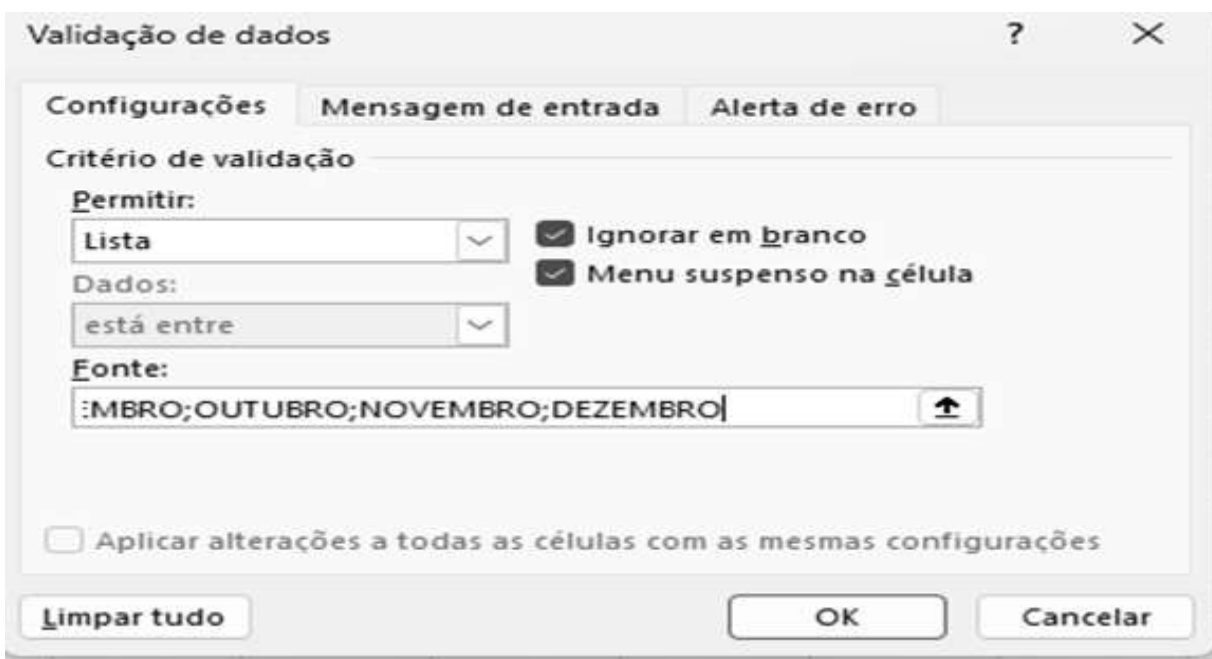 Validação de dados ?
Configurações Mensagem de entrada Alerta de erro
Critério de validação
Permitir:
Lista
Ignorar em branco
Menu suspenso na célula
Dados:
está entre
Fonte:
EMBRO;OUTUBRO;NOVEMBRO;DEZEMBRO
Aplicar alterações a todas as células com as mesmas configurações
Limpar tudo OK Cancelar